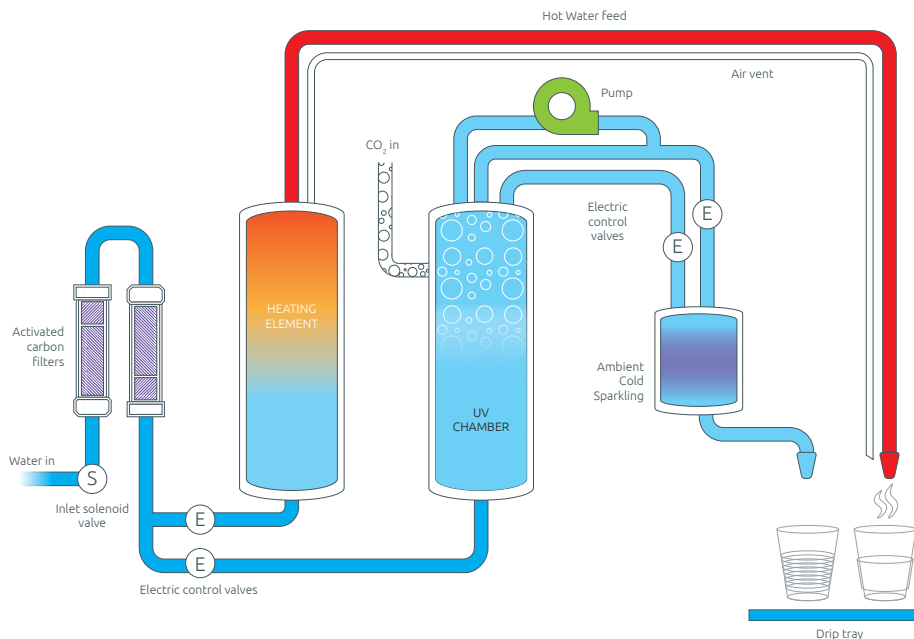 Hot Water feed
Air vent
Pump
CO2 in
Electric
control
valves
E
E
HEATING
ELEMENT
Activated
carbon
filters
Ambient
Cold
Sparkling
UV
CHAMBER
Water in
S
Inlet solenoid
valve
E
E
Electric control valves
Drip tray